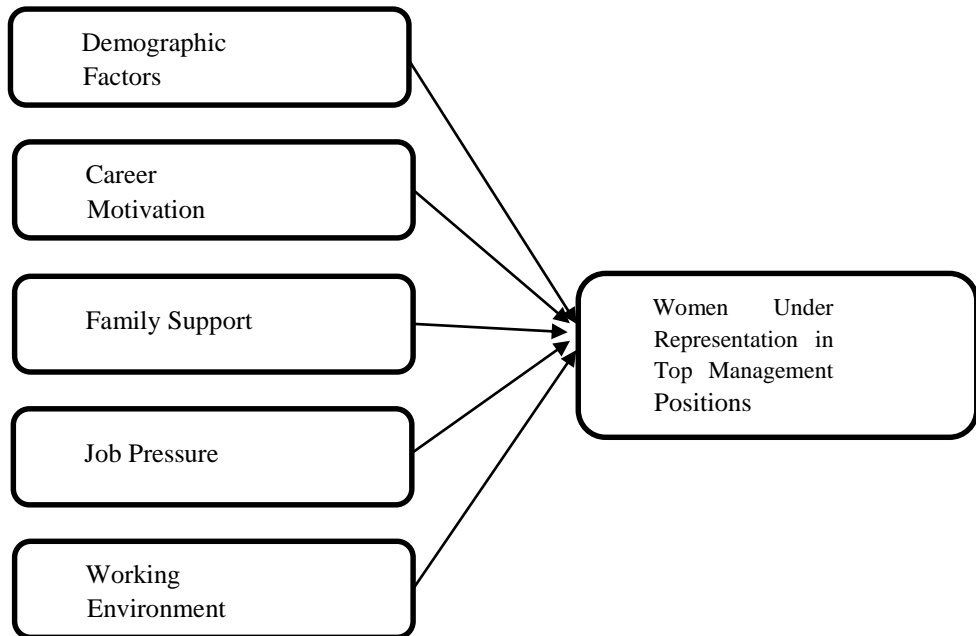 Demographic
Factors
Career
Motivation
Family Support
Job Pressure
Working
Environment
Women Under
Representation in
Top Management
Positions